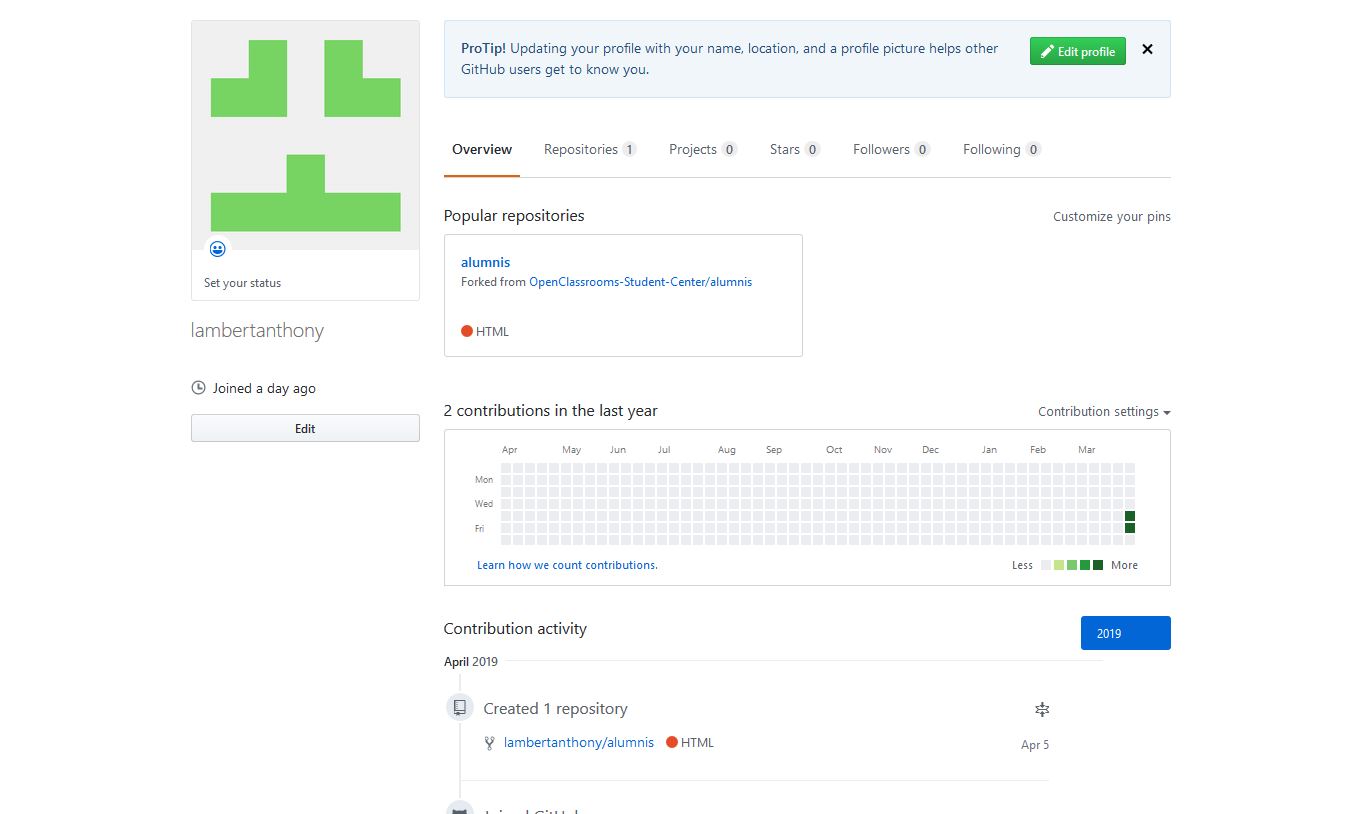 ProTip! Updating your profile with your name, location, and a profile picture helps other
GitHub users get to know you.
Edit profile
Set your status
lambertanthony
Joined a day ago
Edit
Overview Repositories 1 Projects 0 Stars 0 Followers 0 Following 0
Popular repositories
Customize your pins
alumnis
Forked from OpenClassrooms-Student-Center/alumnis
HTML
2 contributions in the last year
Contribution settings
Apr May Jun Jul Aug Sep Oct Nov Dec Jan Feb Mar
Mon
Wed
Fri
Learn how we count contributions.
Less More
Contribution activity
2019
April 2019
Created 1 repository
lambertanthony/alumnis HTML
Apr 5